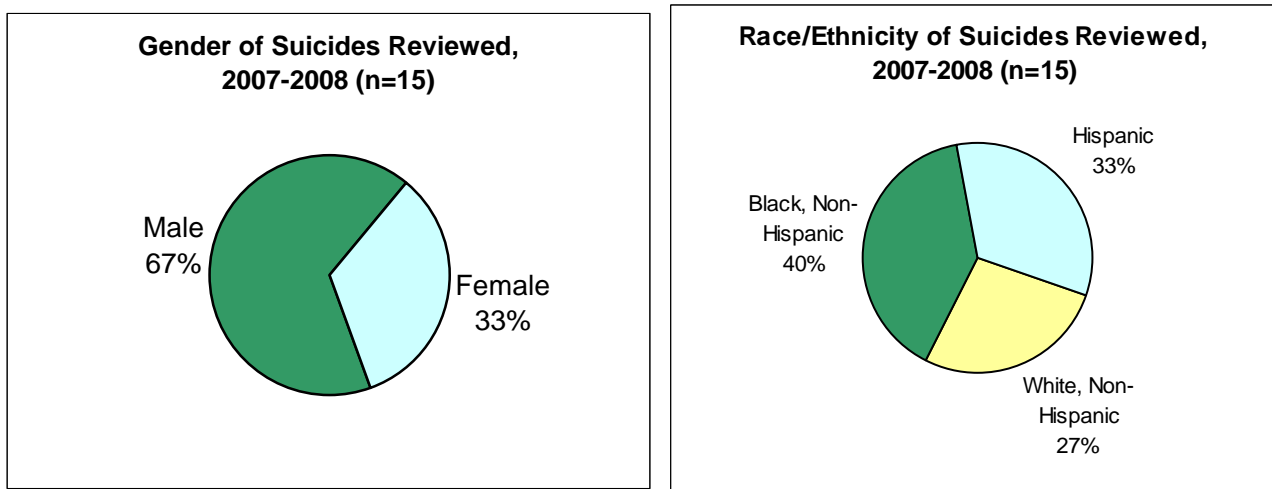 Gender of Suicides Reviewed,
2007-2008 (n=15)
Male
67%
Female
33%
Race/Ethnicity of Suicides Reviewed,
2007-2008 (n=15)
Hispanic
33%
Black, Non-
Hispanic
40%
White, Non-
Hispanic
27%